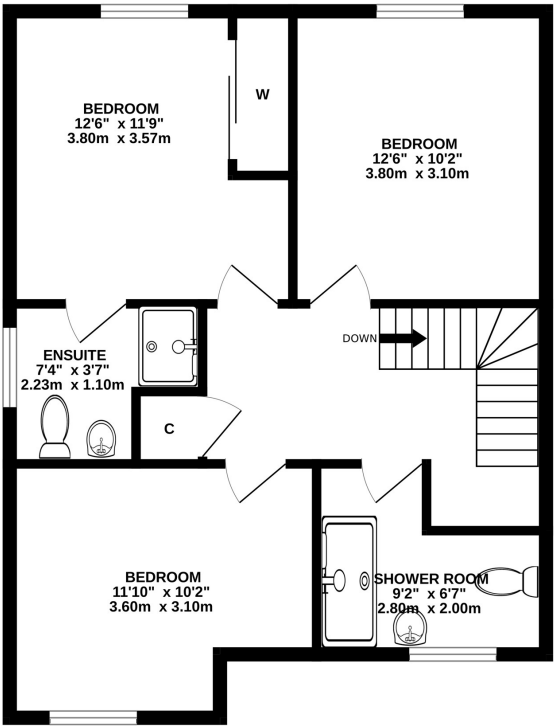 BEDROOM
12'6" x 11'9"
3.80m x 3.57m
W
BEDROOM
12'6" x 10'2"
3.80m x 3.10m
DOWN
ENSUITE
7'4" x 3'7"
2.23m x 1.10m
C
BEDROOM
11'10" x 10'2"
3.60m x 3.10m
SHOWER ROOM
9'2" x 6'7"
2.80m x 2.00m